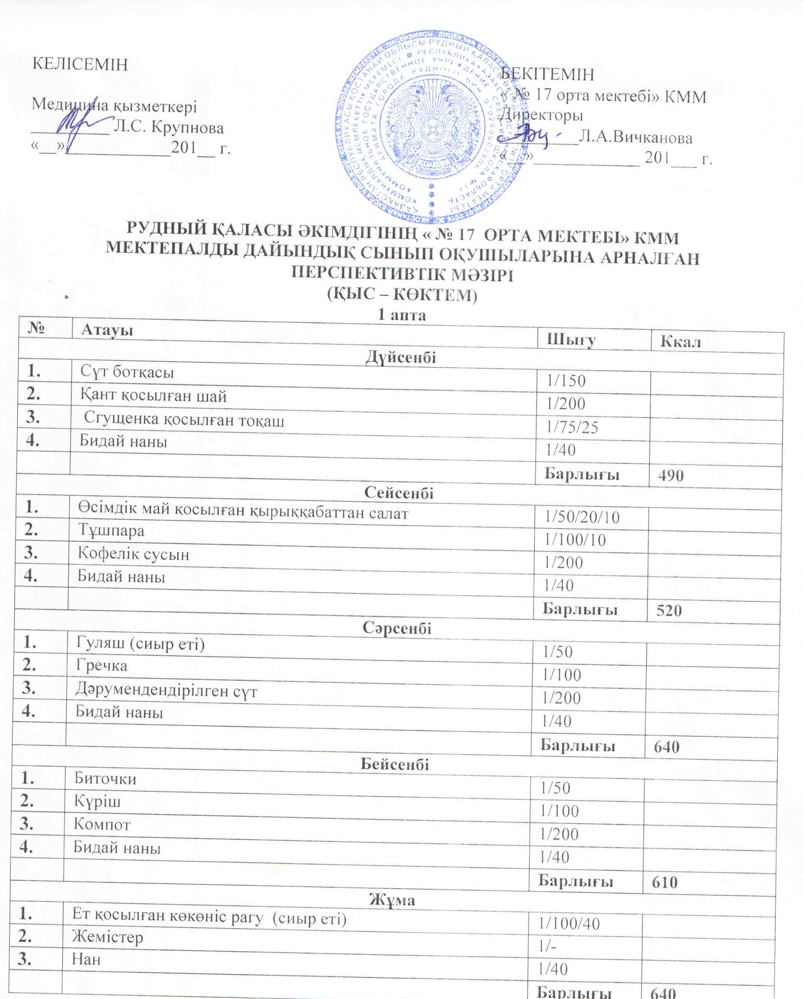 КЕЛІСЕМІН
Медицина қызметкері
_________ Л.С. Крупнова
«__»____________201__ г.
БЕКІТЕМІН
« № 17 орта мектебі» КММ
Директоры
_________Л.А.Вичканова
«__»____________ 201___ г.
РУДНЫЙ ҚАЛАСЫ ӘКІМДІГІНІҢ « № 17 ОРТА МЕКТЕБІ» КММ
МЕКТЕПАЛДЫ ДАЙЫНДЫҚ СЫНЫП ОҚУШЫЛАРЫНА АРНАЛҒАН
ПЕРСПЕКТИВТІК МӘЗІРІ
(ҚЫС – КӨКТЕМ)
1 апта
№ Атауы Шығу Ккал
Дүйсенбі
1. Сүт ботқасы 1/150
2. Қант қосылған шай 1/200
3. Сгущенка қосылған тоқаш 1/75/25
4. Бидай наны 1/40
Барлығы 490
Сейсенбі
1. Өсімдік май қосылған қырыққабаттан салат 1/50/20/10
2. Тұшпара 1/100/10
3. Кофелік сусын 1/200
4. Бидай наны 1/40
Барлығы 520
Сәрсенбі
1. Гуляш (сиыр еті) 1/50
2. Гречка 1/100
3. Дәрумендендірілген сүт 1/200
4. Бидай наны 1/40
Барлығы 640
Бейсенбі
1. Биточки 1/50
2. Күріш 1/100
3. Компот 1/200
4. Бидай наны 1/40
Барлығы 610
Жұма
1. Ет қосылған көкөніс рагу (сиыр еті) 1/100/40
2. Жемістер 1/-
3. Нан 1/40
Барлығы 640